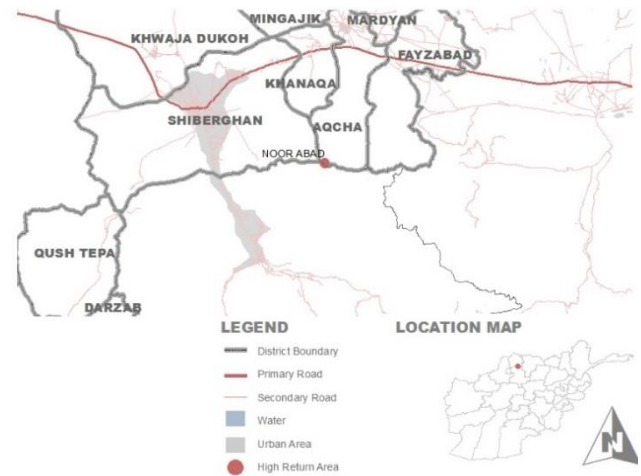 MINGAJIK
MARDYAN
KHWAJA DUKOH
FAYZABAD
KHANAQA
SHIBERGHAN
AQCHA
NOOR ABAD
QUSH TEPA
DARZAB
LEGEND
District Boundary
Primary Road
Secondary Road
Water
Urban Area
High Return Area
LOCATION MAP
N